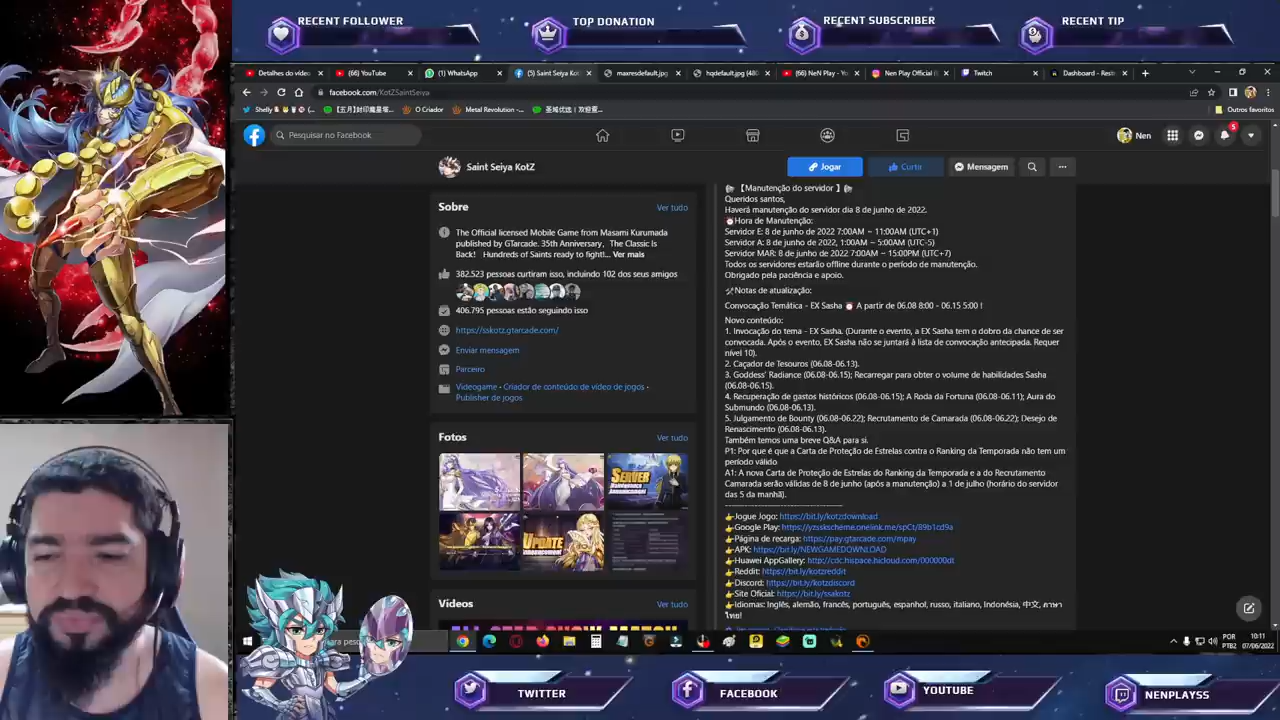 RECENT FOLLOWER
TOP DONATION
RECENT SUBSCRIBER
RECENT TIP
Detalhes do vídeo
(66) YouTube
(1) WhatsApp
(5) Saint Seiya Kot
maxresdefault.jpg
hqdefault.jpg (480
(66) NeN Play - Yo
Nen Play Official (
Twitch
Dashboard - Restr
facebook.com/KotZSaintSeiya
Shelly
O Criador
Metal Revolution -...
Outros favoritos
Pesquisar no Facebook
Nen
5
Saint Seiya KotZ
Jogar
Curtir
Mensagem
Sobre
Ver tudo
The Official licensed Mobile Game from Masami Kurumada
published by GTarcade. 35th Anniversary，The Classic Is
Back！ Hundreds of Saints ready to fight!... Ver mais
382.523 pessoas curtiram isso, incluindo 102 dos seus amigos
406.795 pessoas estão seguindo isso
https://sskotz.gtarcade.com/
Enviar mensagem
Parceiro
Videogame · Criador de conteúdo de vídeo de jogos ·
Publisher de jogos
Fotos
Ver tudo
SERVER
UPDATE
Vídeos
Ver tudo
【Manutenção do servidor 】
Queridos santos,
Haverá manutenção do servidor dia 8 de junho de 2022.
Hora de Manutenção:
Servidor E: 8 de junho de 2022 7:00AM ~ 11:00AM (UTC+1)
Servidor A: 8 de junho de 2022, 1:00AM ~ 5:00AM (UTC-5)
Servidor MAR: 8 de junho de 2022 7:00AM ~ 15:00PM (UTC+7)
Todos os servidores estarão offline durante o período de manutenção.
Obrigado pela paciência e apoio.
Notas de atualização:
Convocação Temática - EX Sasha ⏰ A partir de 06.08 8:00 - 06.15 5:00 !
Novo conteúdo:
1. Invocação do tema - EX Sasha. (Durante o evento, a EX Sasha tem o dobro da chance de ser
convocada. Após o evento, EX Sasha não se juntará à lista de convocação antecipada. Requer
nível 10).
2. Caçador de Tesouros (06.08-06.13).
3. Goddess' Radiance (06.08-06.15); Recarregar para obter o volume de habilidades Sasha
(06.08-06.15).
4. Recuperação de gastos históricos (06.08-06.15); A Roda da Fortuna (06.08-06.11); Aura do
Submundo (06.08-06.13).
5. Julgamento de Bounty (06.08-06.22); Recrutamento de Camarada (06.08-06.22); Desejo de
Renascimento (06.08-06.13).
Também temos uma breve Q&A para si.
P1: Por que é que a Carta de Proteção de Estrelas contra o Ranking da Temporada não tem um
período válido
A1: A nova Carta de Proteção de Estrelas do Ranking da Temporada e a do Recrutamento
Camarada serão válidas de 8 de junho (após a manutenção) a 1 de julho (horário do servidor
das 5 da manhã).
Jogue Jogo: https://bit.ly/kotzdownload
Google Play: https://yzsskscheme.onelink.me/spCt/89b1cd9a
Página de recarga: https://pay.gtarcade.com/mpay
APK: https://bit.ly/NEWGAMEDOWNLOAD
Huawei AppGallery: http://cdc.hispace.hicloud.com/000000dt
Reddit: https://bit.ly/kotzreddit
Discord: https://bit.ly/kotzdiscord
Site Oficial: https://bit.ly/ssakotz
Idiomas: Inglês, alemão, francês, português, espanhol, russo, italiano, Indonésia, 中文, ภาษา
ไทย!
para pesq
POR
PTB2
10:11
07/06/2022
TWITTER
FACEBOOK
YOUTUBE
NENPLAYSS